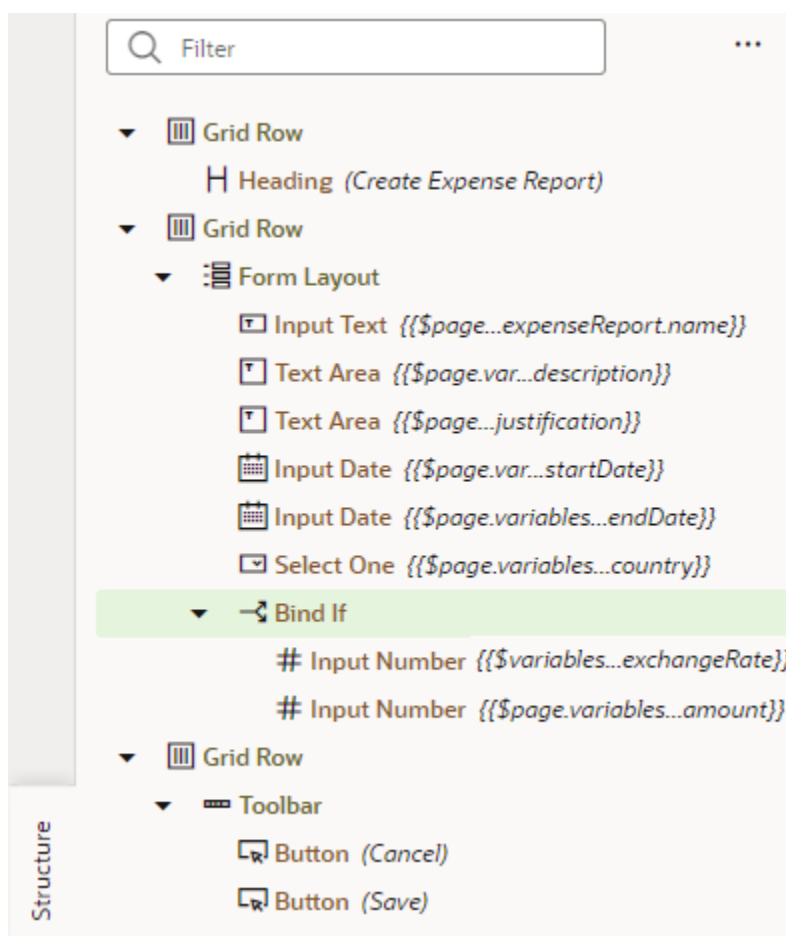 Filter
...
Grid Row
Heading (Create Expense Report)
Grid Row
Form Layout
Input Text {{$page...expenseReport.name}}
Text Area {{$page.var...description}}
Text Area {{$page...justification}}
Input Date {{$page.var...startDate}}
Input Date {{$page.variables...endDate}}
Select One {{$page.variables...country}}
Bind If
# Input Number {{$variables...exchangeRate}}
# Input Number {{$page.variables...amount}}
Grid Row
Toolbar
Button (Cancel)
Button (Save)
Structure